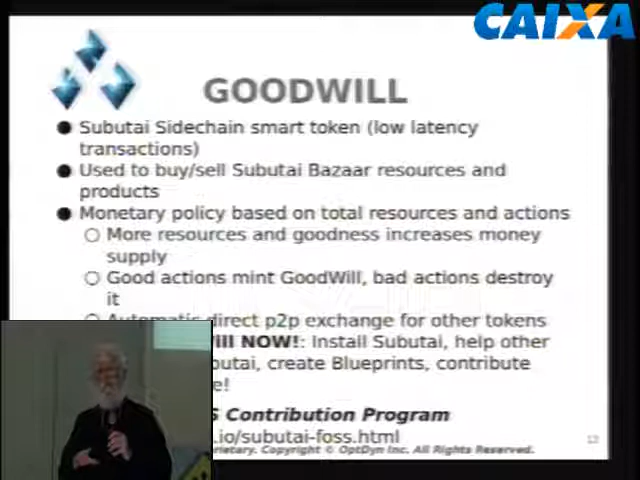 CAIXA
GOODWILL
● Subutai Sidechain smart token (low latency
transactions)
● Used to buy/sell Subutai Bazaar resources and
products
● Monetary policy based on total resources and actions
○ More resources and goodness increases money
supply
○ Good actions mint GoodWill, bad actions destroy
it
○ Automatic direct p2p exchange for other tokens
NOW!: Install Subutai, help other
create Blueprints, contribute
S Contribution Program
.io/subutai-foss.html
Copyright © OptDyn Inc. All Rights Reserved.